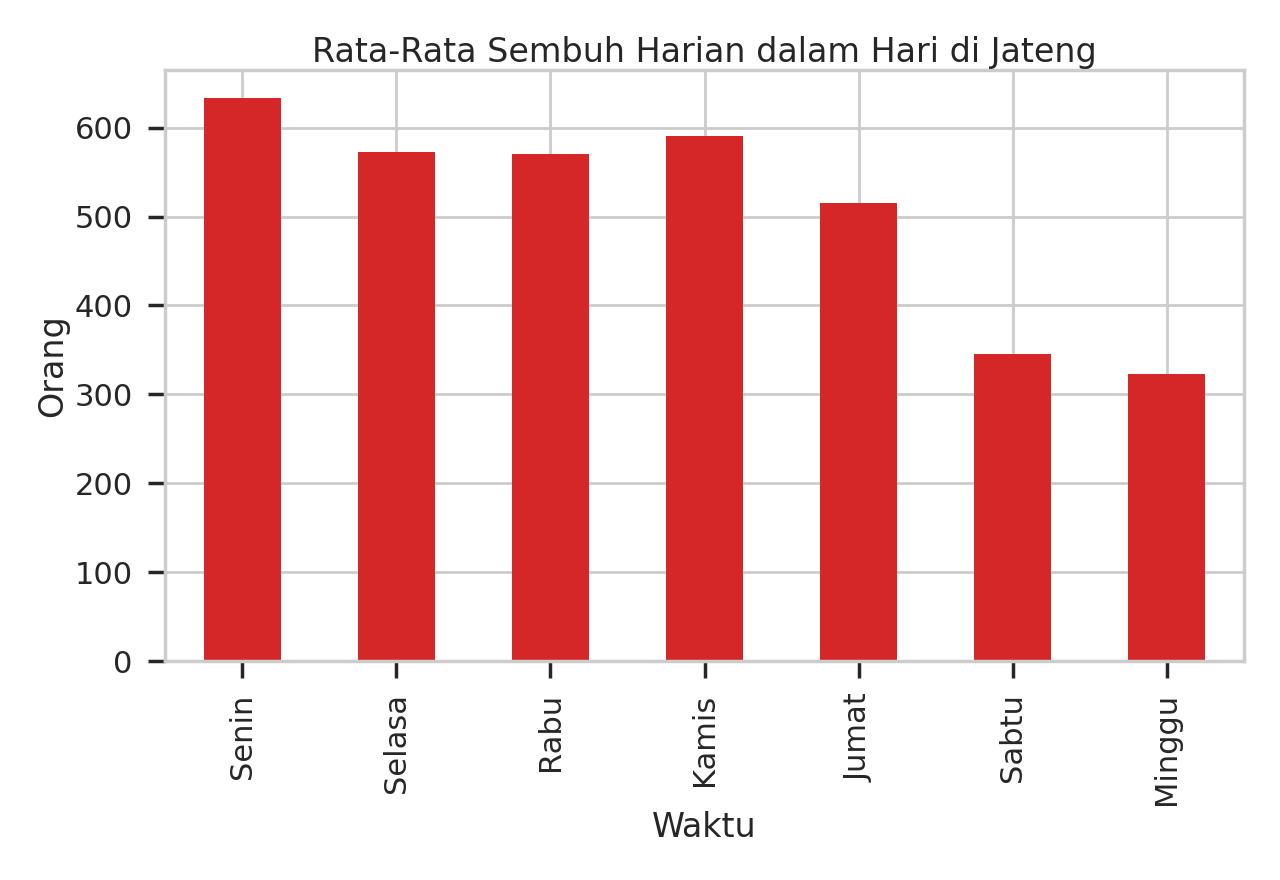 Rata-Rata Sembuh Harian dalam Hari di Jateng
Orang
600
500
400
300
200
100
0
Senin
Selasa
Rabu
Kamis
Jumat
Sabtu
Minggu
Waktu